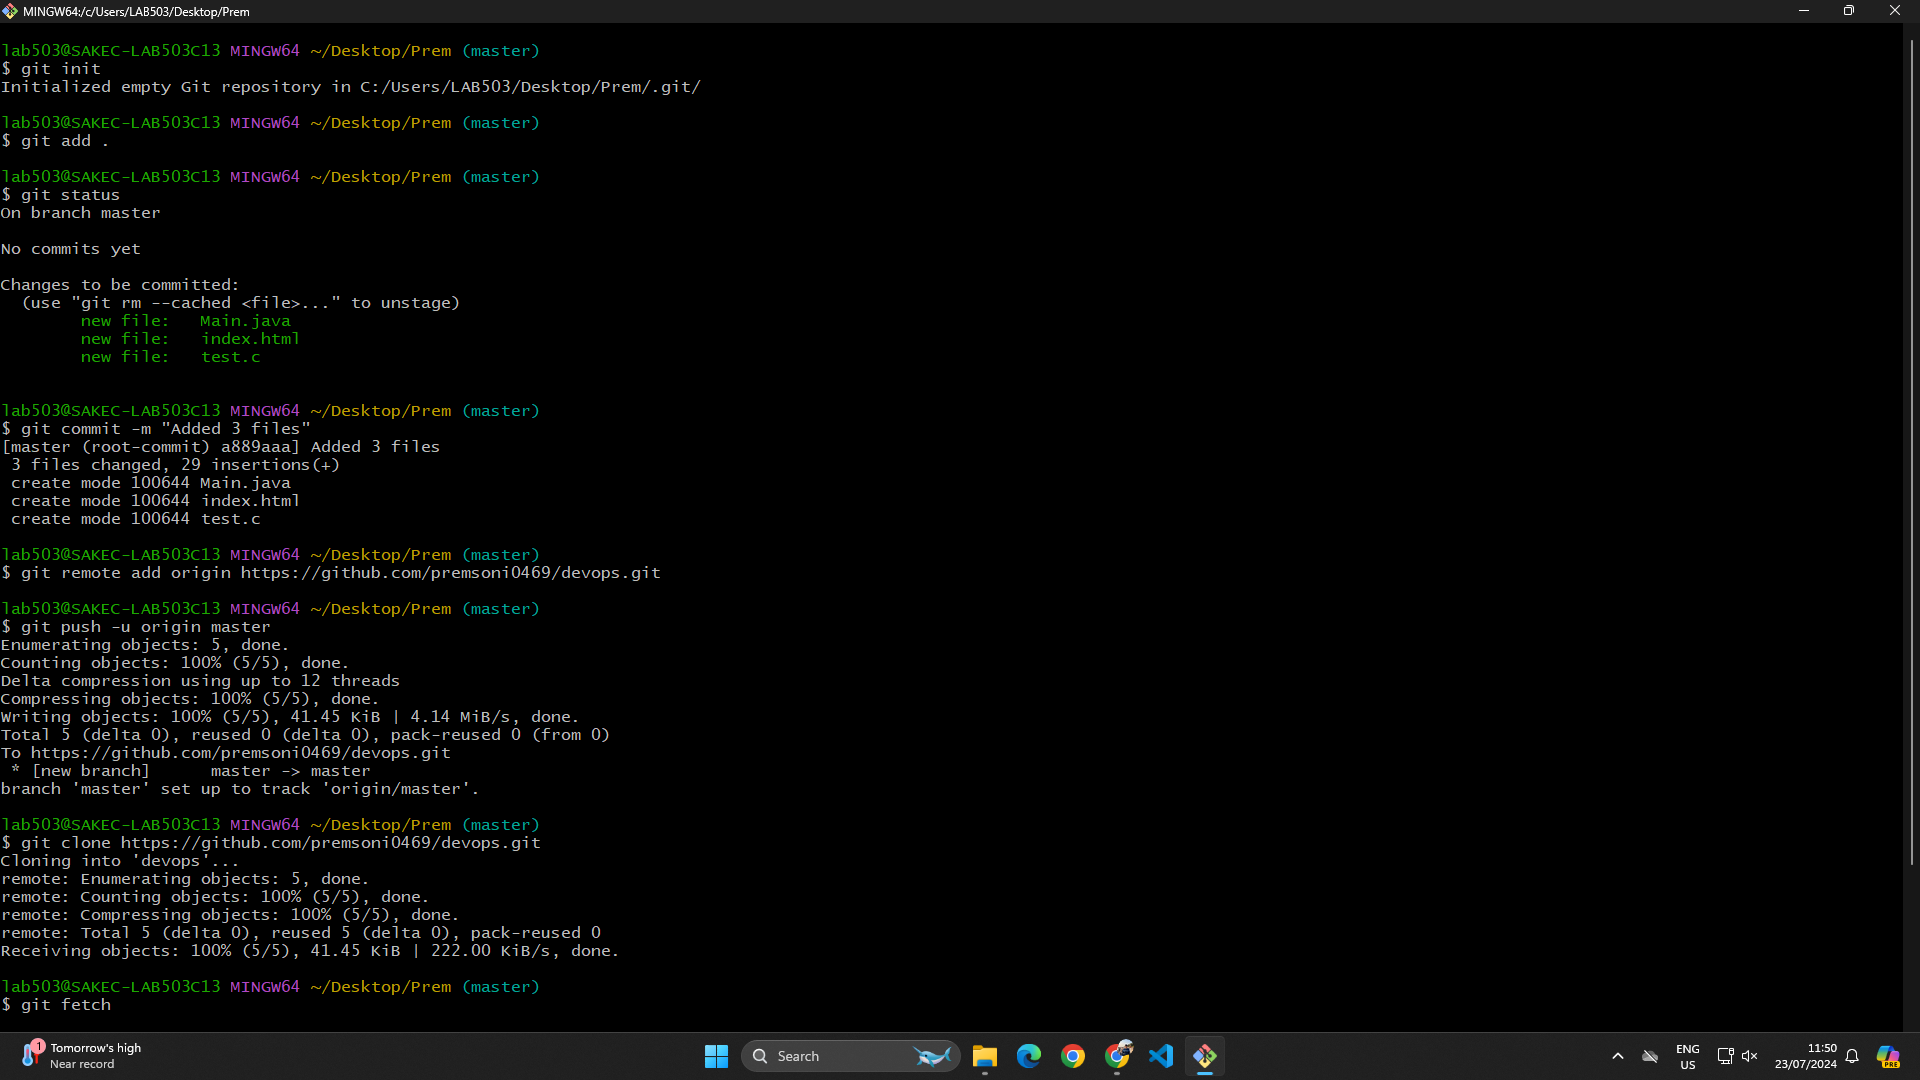 MINGW64:/c/Users/LAB503/Desktop/Prem
lab503@SAKEC-LAB503C13 MINGW64 ~/Desktop/Prem (master)
$ git init
Initialized empty Git repository in C:/Users/LAB503/Desktop/Prem/.git/
lab503@SAKEC-LAB503C13 MINGW64 ~/Desktop/Prem (master)
$ git add .
lab503@SAKEC-LAB503C13 MINGW64 ~/Desktop/Prem (master)
$ git status
On branch master
No commits yet
Changes to be committed:
  (use "git rm --cached <file>..." to unstage)
        new file:   Main.java
        new file:   index.html
        new file:   test.c
lab503@SAKEC-LAB503C13 MINGW64 ~/Desktop/Prem (master)
$ git commit -m "Added 3 files"
[master (root-commit) a889aaa] Added 3 files
 3 files changed, 29 insertions(+)
 create mode 100644 Main.java
 create mode 100644 index.html
 create mode 100644 test.c
lab503@SAKEC-LAB503C13 MINGW64 ~/Desktop/Prem (master)
$ git remote add origin https://github.com/premsoni0469/devops.git
lab503@SAKEC-LAB503C13 MINGW64 ~/Desktop/Prem (master)
$ git push -u origin master
Enumerating objects: 5, done.
Counting objects: 100% (5/5), done.
Delta compression using up to 12 threads
Compressing objects: 100% (5/5), done.
Writing objects: 100% (5/5), 41.45 KiB | 4.14 MiB/s, done.
Total 5 (delta 0), reused 0 (delta 0), pack-reused 0 (from 0)
To https://github.com/premsoni0469/devops.git
 * [new branch]      master -> master
branch 'master' set up to track 'origin/master'.
lab503@SAKEC-LAB503C13 MINGW64 ~/Desktop/Prem (master)
$ git clone https://github.com/premsoni0469/devops.git
Cloning into 'devops'...
remote: Enumerating objects: 5, done.
remote: Counting objects: 100% (5/5), done.
remote: Compressing objects: 100% (5/5), done.
remote: Total 5 (delta 0), reused 5 (delta 0), pack-reused 0
Receiving objects: 100% (5/5), 41.45 KiB | 222.00 KiB/s, done.
lab503@SAKEC-LAB503C13 MINGW64 ~/Desktop/Prem (master)
$ git fetch
1
Tomorrow's high
Near record
Search
ENG
US
11:50
23/07/2024
PRE